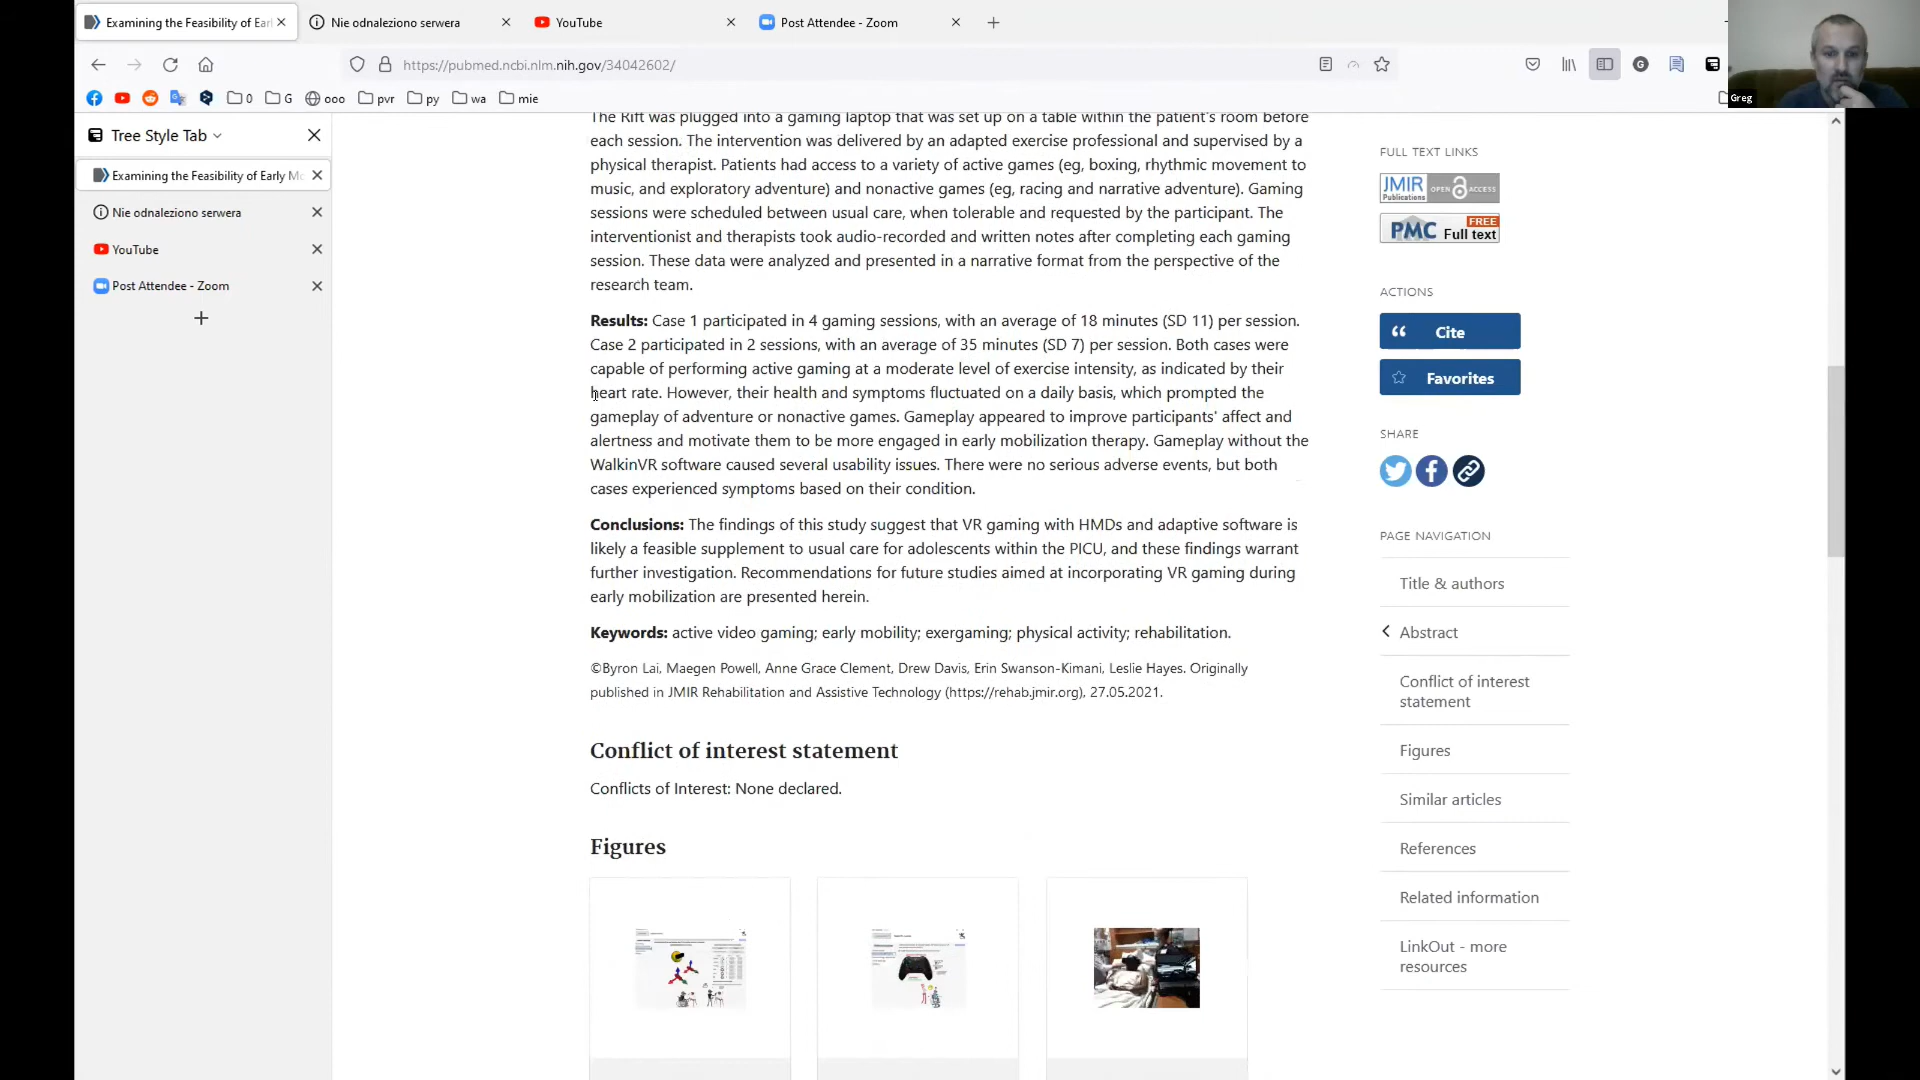 Examining the Feasibility of Earl
Nie odnaleziono serwera
YouTube
Post Attendee - Zoom
https://pubmed.ncbi.nlm.nih.gov/34042602/
Greg
0
G
ooo
pvr
py
wa
mie
Tree Style Tab
Examining the Feasibility of Early Mo
Nie odnaleziono serwera
YouTube
Post Attendee - Zoom
The Rift was plugged into a gaming laptop that was set up on a table within the patient's room before
each session. The intervention was delivered by an adapted exercise professional and supervised by a
physical therapist. Patients had access to a variety of active games (eg, boxing, rhythmic movement to
music, and exploratory adventure) and nonactive games (eg, racing and narrative adventure). Gaming
sessions were scheduled between usual care, when tolerable and requested by the participant. The
interventionist and therapists took audio-recorded and written notes after completing each gaming
session. These data were analyzed and presented in a narrative format from the perspective of the
research team.
Results: Case 1 participated in 4 gaming sessions, with an average of 18 minutes (SD 11) per session.
Case 2 participated in 2 sessions, with an average of 35 minutes (SD 7) per session. Both cases were
capable of performing active gaming at a moderate level of exercise intensity, as indicated by their
heart rate. However, their health and symptoms fluctuated on a daily basis, which prompted the
gameplay of adventure or nonactive games. Gameplay appeared to improve participants' affect and
alertness and motivate them to be more engaged in early mobilization therapy. Gameplay without the
WalkinVR software caused several usability issues. There were no serious adverse events, but both
cases experienced symptoms based on their condition.
Conclusions: The findings of this study suggest that VR gaming with HMDs and adaptive software is
likely a feasible supplement to usual care for adolescents within the PICU, and these findings warrant
further investigation. Recommendations for future studies aimed at incorporating VR gaming during
early mobilization are presented herein.
Keywords: active video gaming; early mobility; exergaming; physical activity; rehabilitation.
©Byron Lai, Maegen Powell, Anne Grace Clement, Drew Davis, Erin Swanson-Kimani, Leslie Hayes. Originally
published in JMIR Rehabilitation and Assistive Technology (https://rehab.jmir.org), 27.05.2021.
Conflict of interest statement
Conflicts of Interest: None declared.
Figures
FULL TEXT LINKS
JMIR Publications OPEN ACCESS
PMC FREE Full text
ACTIONS
Cite
Favorites
SHARE
PAGE NAVIGATION
Title & authors
Abstract
Conflict of interest
statement
Figures
Similar articles
References
Related information
LinkOut - more
resources